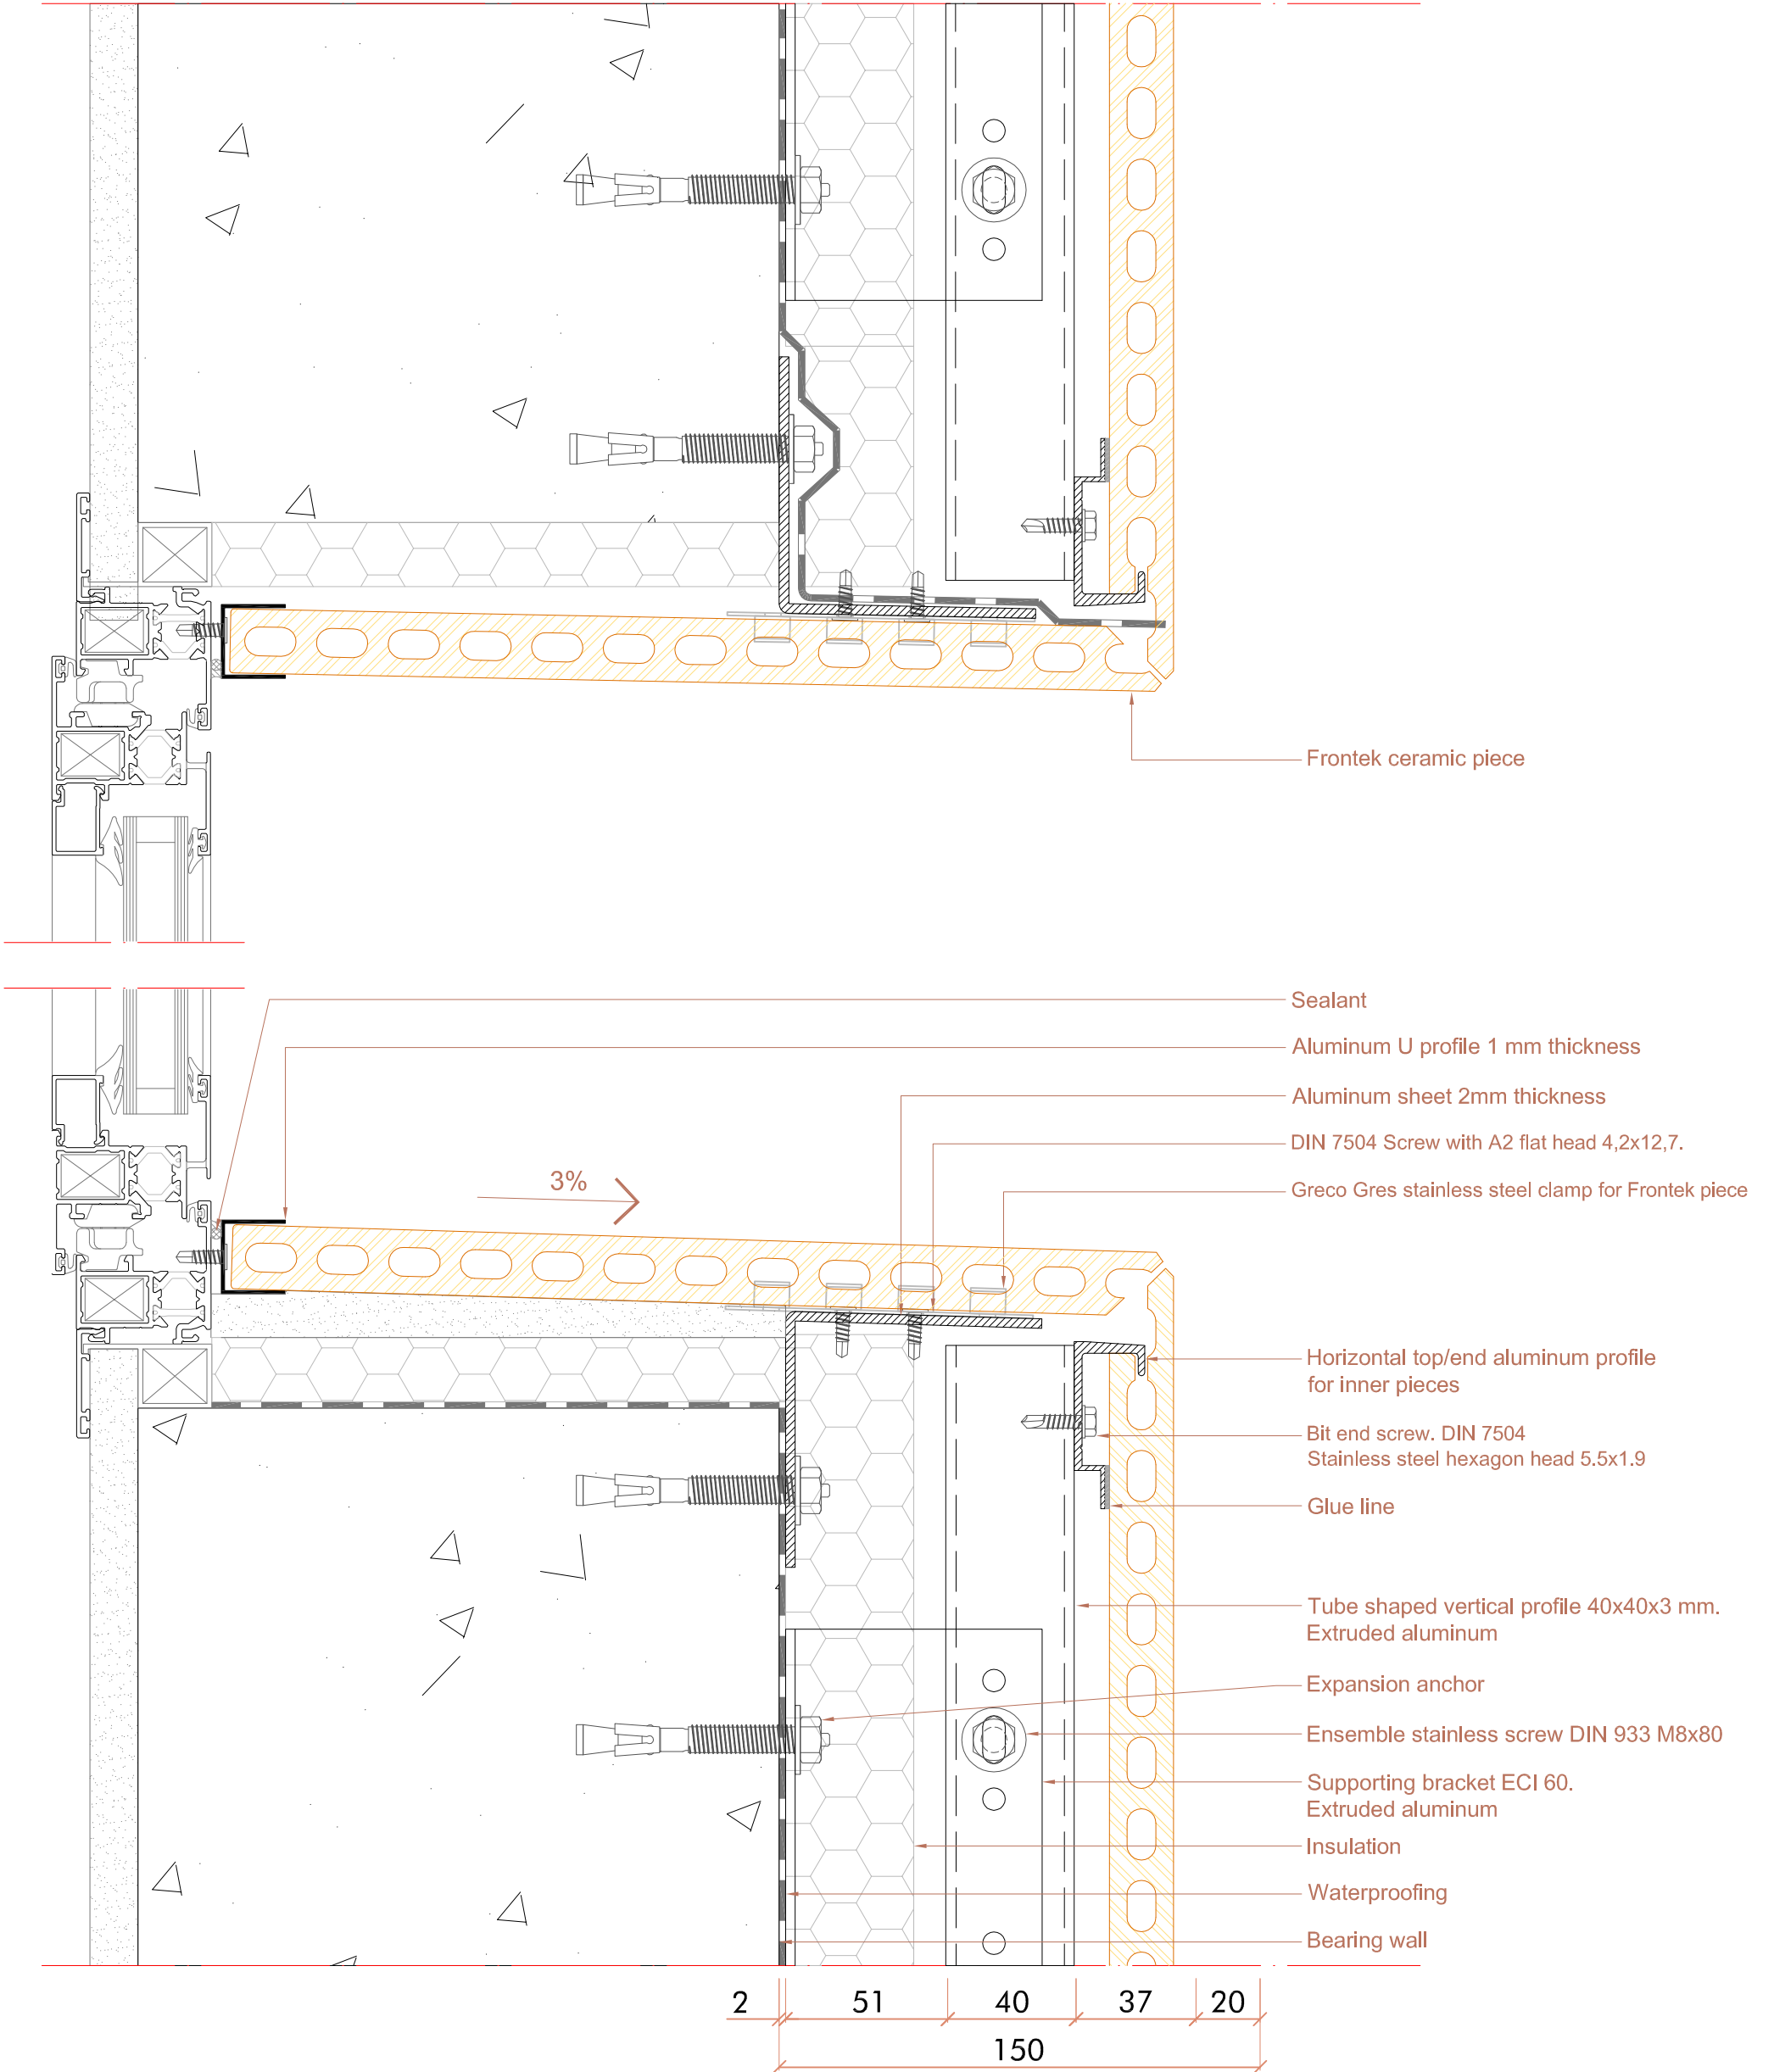 Frontek ceramic piece
Sealant
Aluminum U profile 1 mm thickness
Aluminum sheet 2mm thickness
DIN 7504 Screw with A2 flat head 4,2x12,7.
3%
Greco Gres stainless steel clamp for Frontek piece
Horizontal top/end aluminum profile
for inner pieces
Bit end screw. DIN 7504
Stainless steel hexagon head 5.5x1.9
Glue line
Tube shaped vertical profile 40x40x3 mm.
Extruded aluminum
Expansion anchor
Ensemble stainless screw DIN 933 M8x80
Supporting bracket ECI 60.
Extruded aluminum
Insulation
Waterproofing
Bearing wall
2 51 40 37 20
150